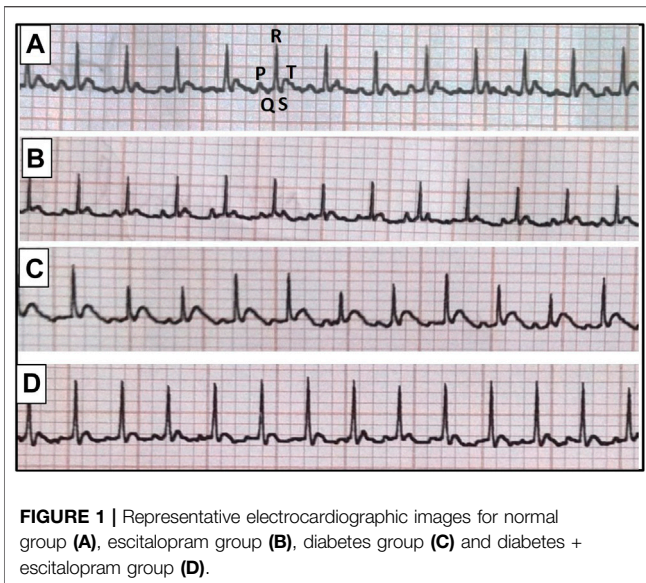 A
R
P T
Q S
B
C
D
FIGURE 1 | Representative electrocardiographic images for normal
group (A), escitalopram group (B), diabetes group (C) and diabetes +
escitalopram group (D).